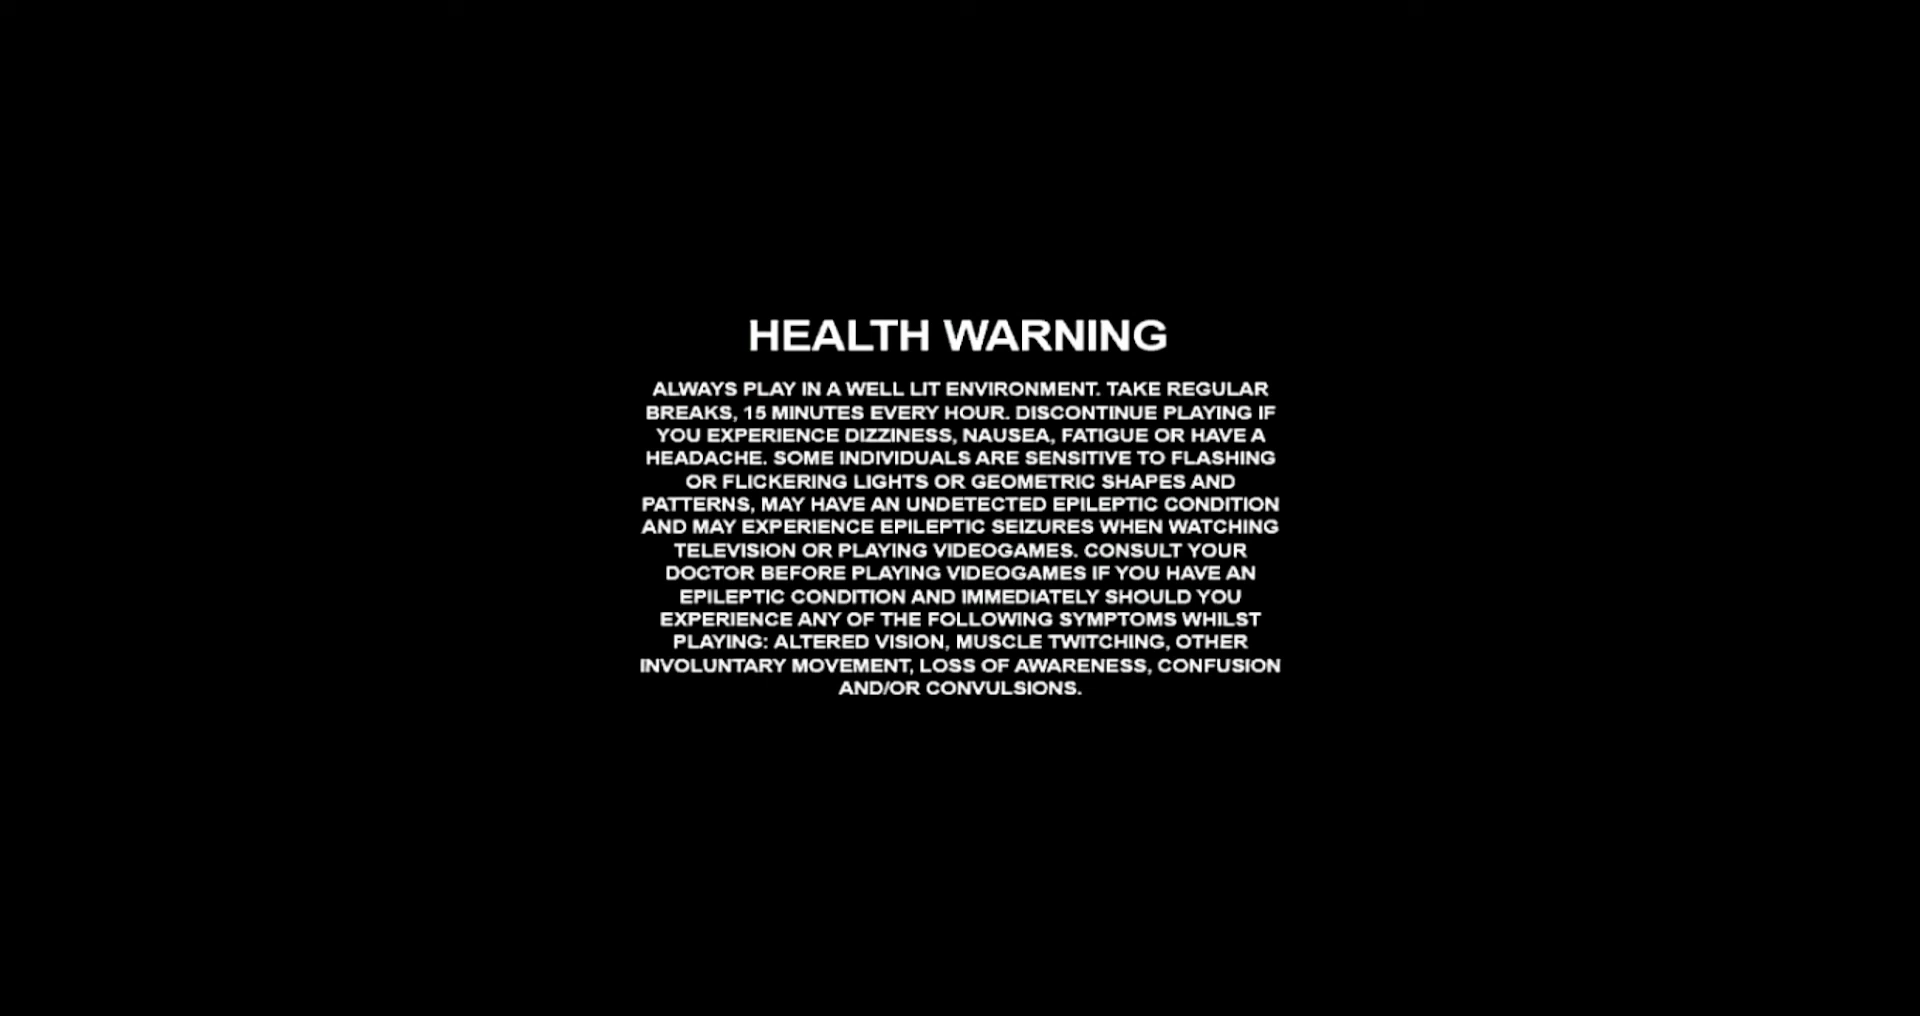 HEALTH WARNING
ALWAYS PLAY IN A WELL LIT ENVIRONMENT. TAKE REGULAR
BREAKS, 15 MINUTES EVERY HOUR. DISCONTINUE PLAYING IF
YOU EXPERIENCE DIZZINESS, NAUSEA, FATIGUE OR HAVE A
HEADACHE. SOME INDIVIDUALS ARE SENSITIVE TO FLASHING
OR FLICKERING LIGHTS OR GEOMETRIC SHAPES AND
PATTERNS, MAY HAVE AN UNDETECTED EPILEPTIC CONDITION
AND MAY EXPERIENCE EPILEPTIC SEIZURES WHEN WATCHING
TELEVISION OR PLAYING VIDEOGAMES. CONSULT YOUR
DOCTOR BEFORE PLAYING VIDEOGAMES IF YOU HAVE AN
EPILEPTIC CONDITION AND IMMEDIATELY SHOULD YOU
EXPERIENCE ANY OF THE FOLLOWING SYMPTOMS WHILST
PLAYING: ALTERED VISION, MUSCLE TWITCHING, OTHER
INVOLUNTARY MOVEMENT, LOSS OF AWARENESS, CONFUSION
AND/OR CONVULSIONS.